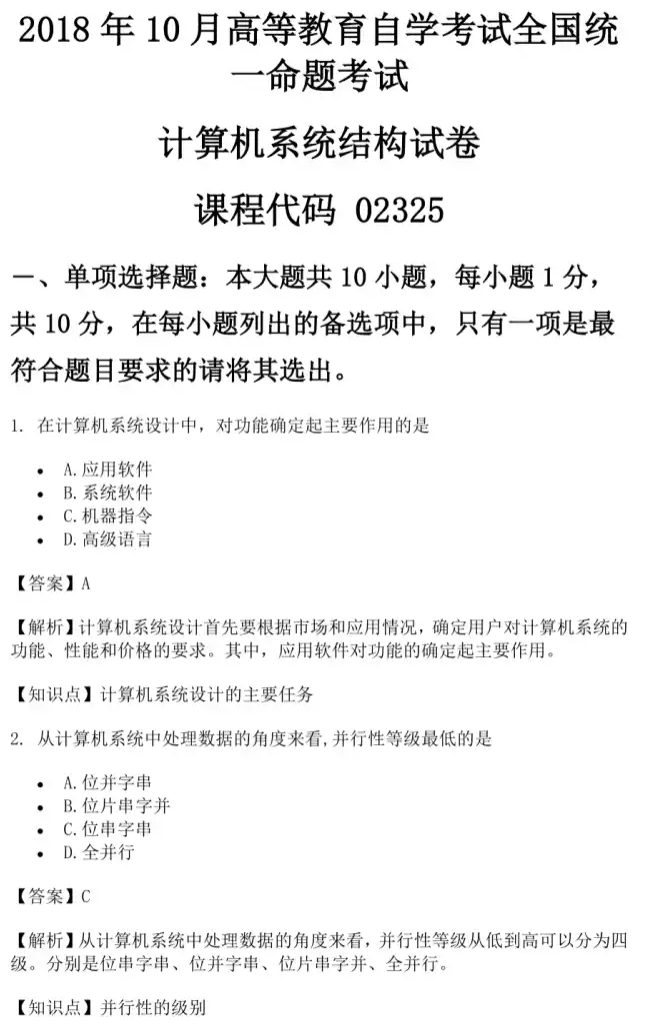 2018 年 10 月高等教育自学考试全国统
一命题考试
计算机系统结构试卷
课程代码 02325
一、单项选择题：本大题共 10 小题，每小题 1 分，
共 10 分，在每小题列出的备选项中，只有一项是最
符合题目要求的请将其选出。
1. 在计算机系统设计中，对功能确定起主要作用的是
• A.应用软件
• B.系统软件
• C.机器指令
• D.高级语言
【答案】A
【解析】计算机系统设计首先要根据市场和应用情况，确定用户对计算机系统的
功能、性能和价格的要求。其中，应用软件对功能的确定起主要作用。
【知识点】计算机系统设计的主要任务
2. 从计算机系统中处理数据的角度来看,并行性等级最低的是
• A.位并字串
• B.位片串字并
• C.位串字串
• D.全并行
【答案】C
【解析】从计算机系统中处理数据的角度来看，并行性等级从低到高可以分为四
级。分别是位串字串、位并字串、位片串字并、全并行。
【知识点】并行性的级别